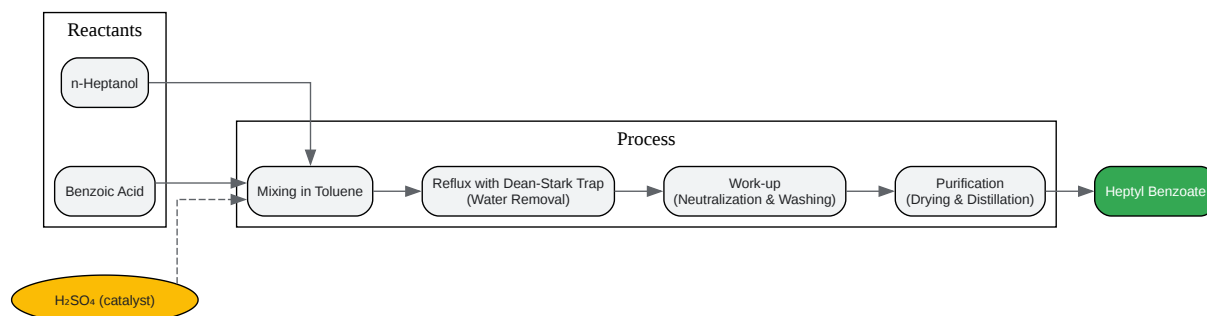 Reactants
n-Heptanol
Process
Benzoic Acid
Mixing in Toluene
Reflux with Dean-Stark Trap
(Water Removal)
Work-up
(Neutralization & Washing)
Purification
(Drying & Distillation)
Heptyl Benzoate
H₂SO₄ (catalyst)